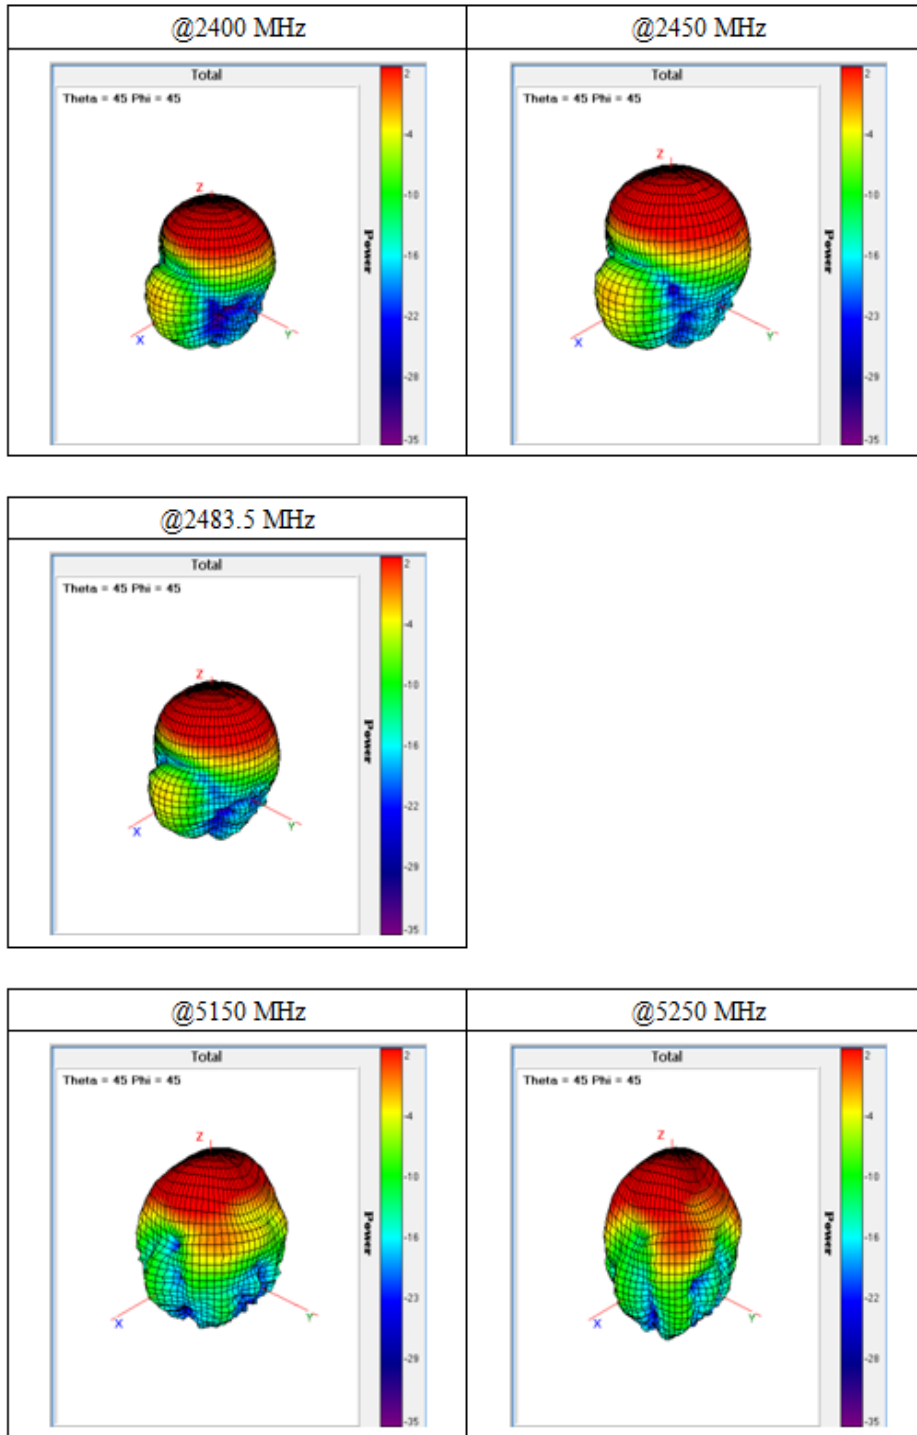 @2400 MHz
@2450 MHz
Total
Theta = 45 Phi = 45
Z
X
Y
2
-4
-10
-16
-22
-28
-35
Power
Total
Theta = 45 Phi = 45
Z
X
Y
2
-4
-10
-16
-23
-29
-35
Power
@2483.5 MHz
Total
Theta = 45 Phi = 45
Z
X
Y
2
-4
-10
-16
-22
-29
-35
Power
@5150 MHz
@5250 MHz
Total
Theta = 45 Phi = 45
Z
X
Y
2
-4
-10
-16
-23
-29
-35
Power
Total
Theta = 45 Phi = 45
Z
X
Y
2
-4
-10
-16
-22
-28
-35
Power